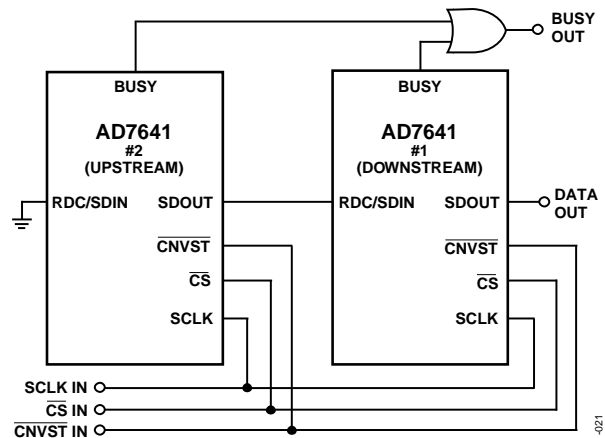 BUSY
OUT
BUSY
BUSY
AD7641
#2
(UPSTREAM)
AD7641
#1
(DOWNSTREAM)
RDC/SDIN
SDOUT
RDC/SDIN
SDOUT
DATA
OUT
CNVST
CNVST
CS
CS
SCLK
SCLK
SCLK IN
CS IN
CNVST IN
-021